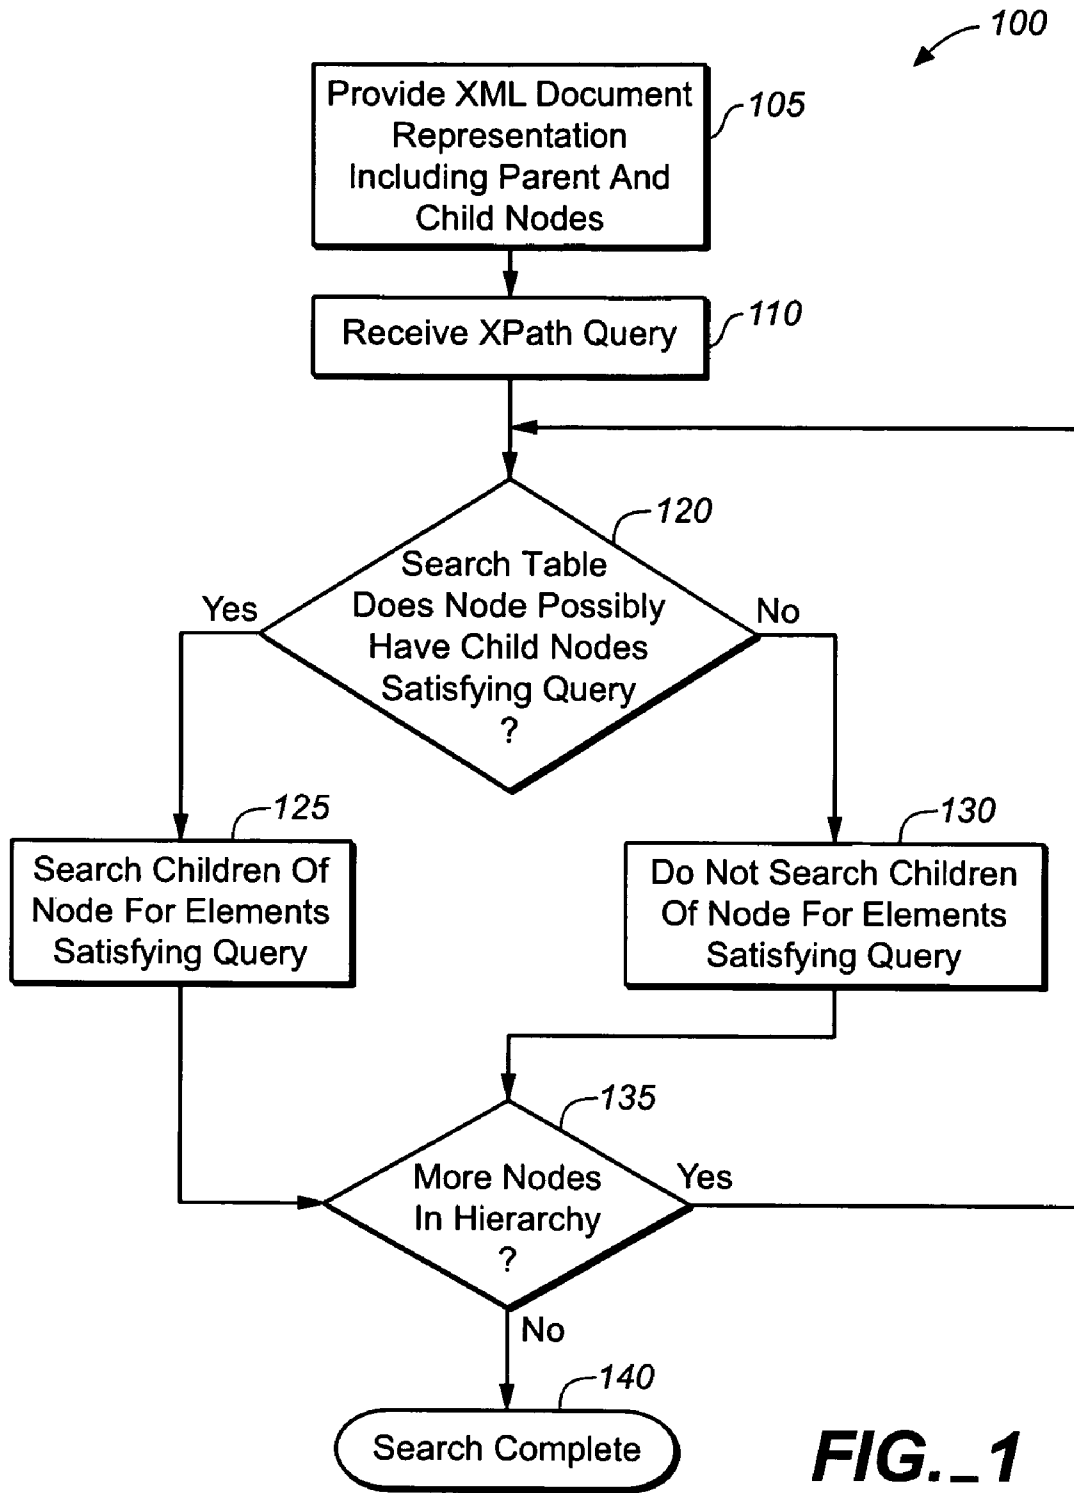 100
Provide XML Document
Representation
Including Parent And
Child Nodes
105
Receive XPath Query
110
120
Search Table
Does Node Possibly
Have Child Nodes
Satisfying Query
?
Yes
No
125
Search Children Of
Node For Elements
Satisfying Query
130
Do Not Search Children
Of Node For Elements
Satisfying Query
135
More Nodes
In Hierarchy
?
Yes
No
140
Search Complete
FIG._1